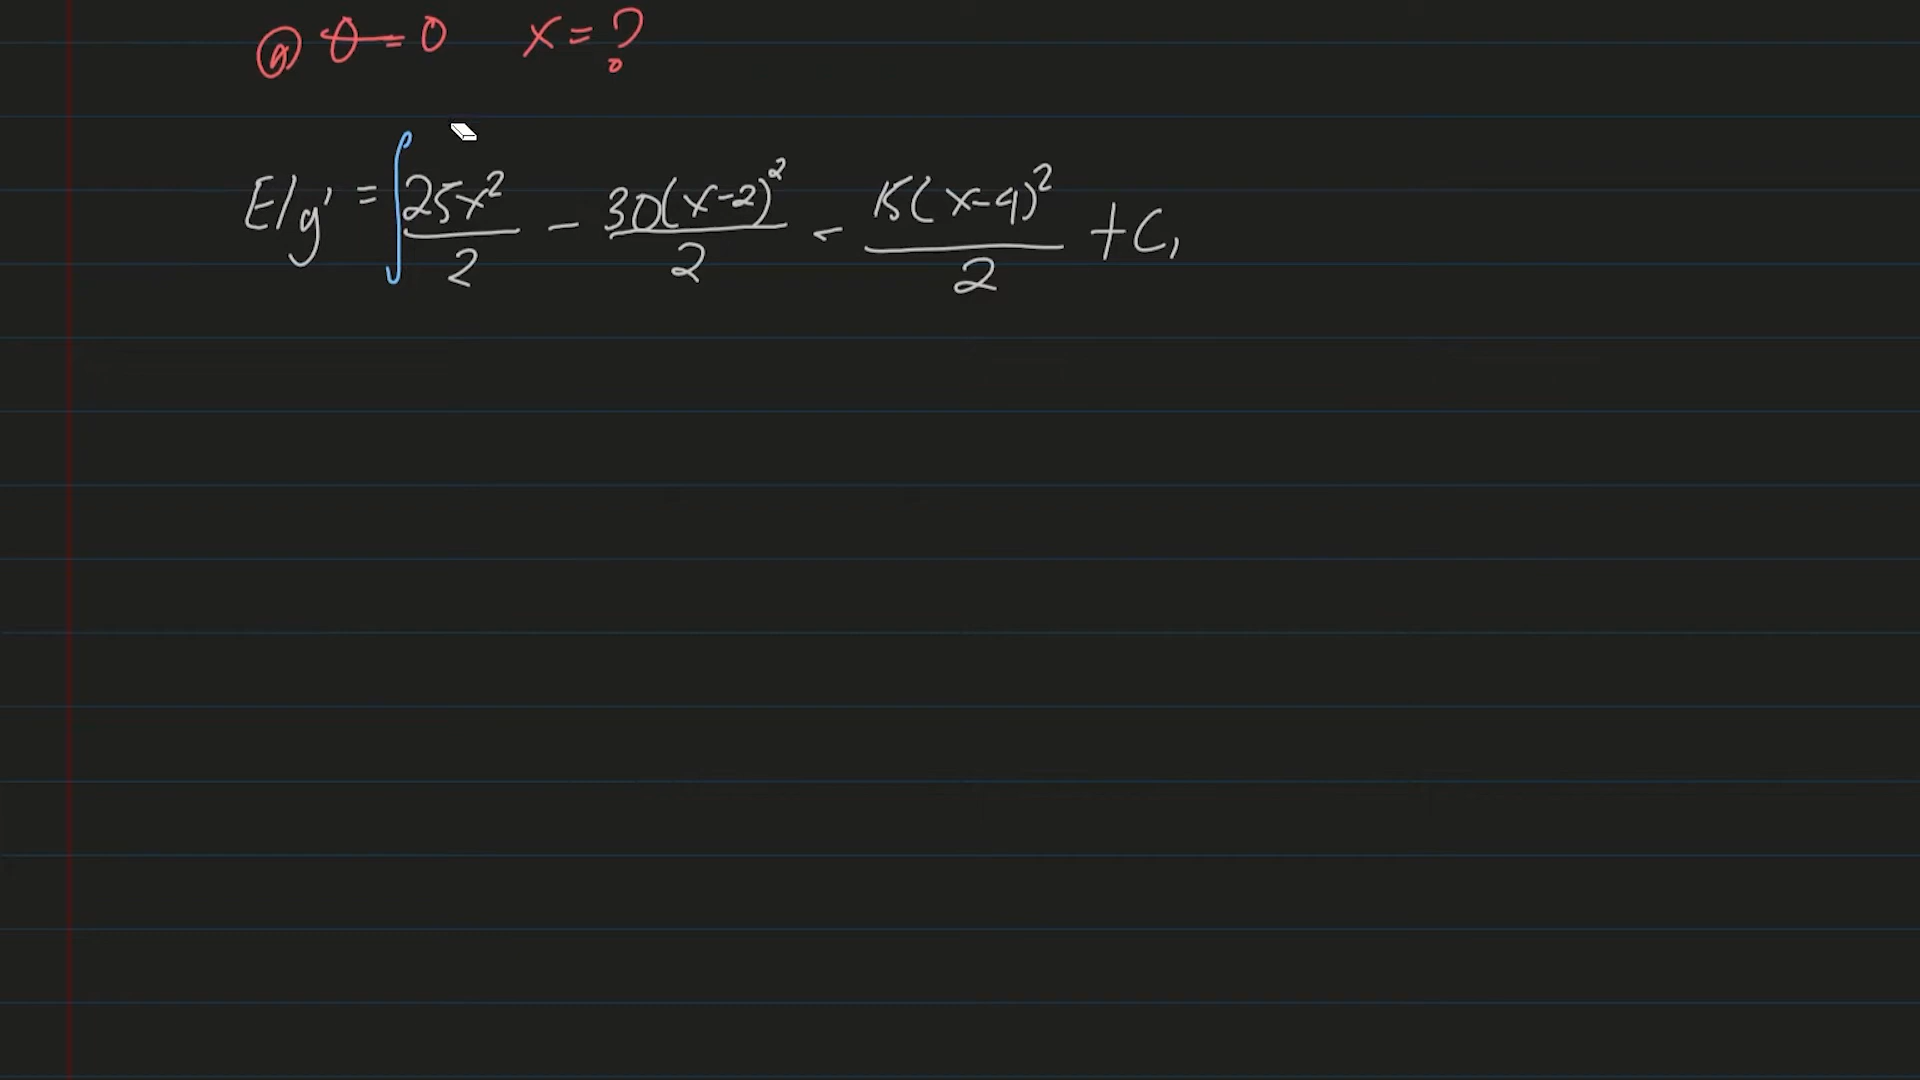 @ θ = 0 x = ?
EIy' = ∫ 25x²/2 - 30(x-2)²/2 - 15(x-4)²/2 + C₁